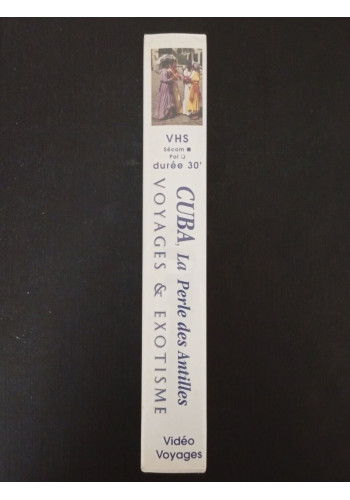 VHS
Sécam ■
Pal ❑
durée 30'
CUBA, La Perle des Antilles
VOYAGES & EXOTISME
Vidéo
Voyages